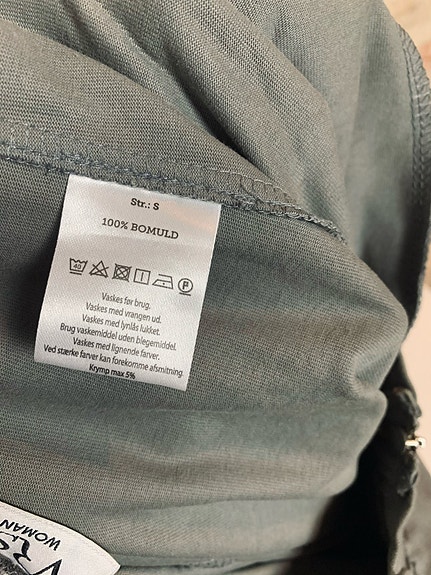 Str.: S
100% BOMULD
40 P
Vaskes før brug.
Vaskes med vrangen ud.
Vaskes med lynlås lukket.
Brug vaskemiddel uden blegemiddel.
Vaskes med lignende farver.
Ved stærke farver kan forekomme afsmitning.
Krymp max 5%
WOMAN